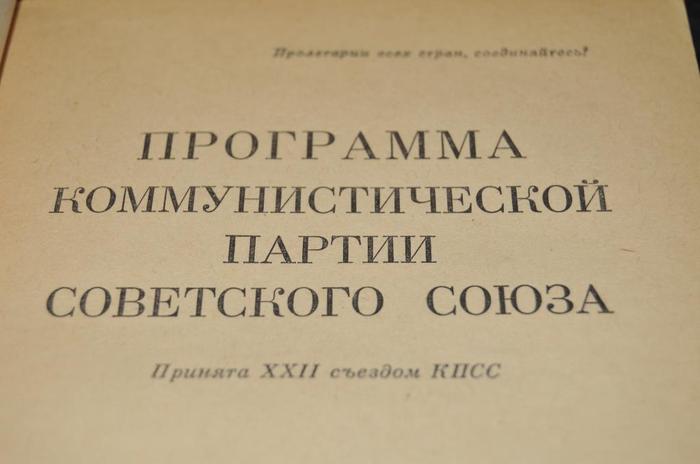 Пролетарии всех стран, соединяйтесь!
ПРОГРАММА
КОММУНИСТИЧЕСКОЙ
ПАРТИИ
СОВЕТСКОГО СОЮЗА
Принята XXII съездом КПСС